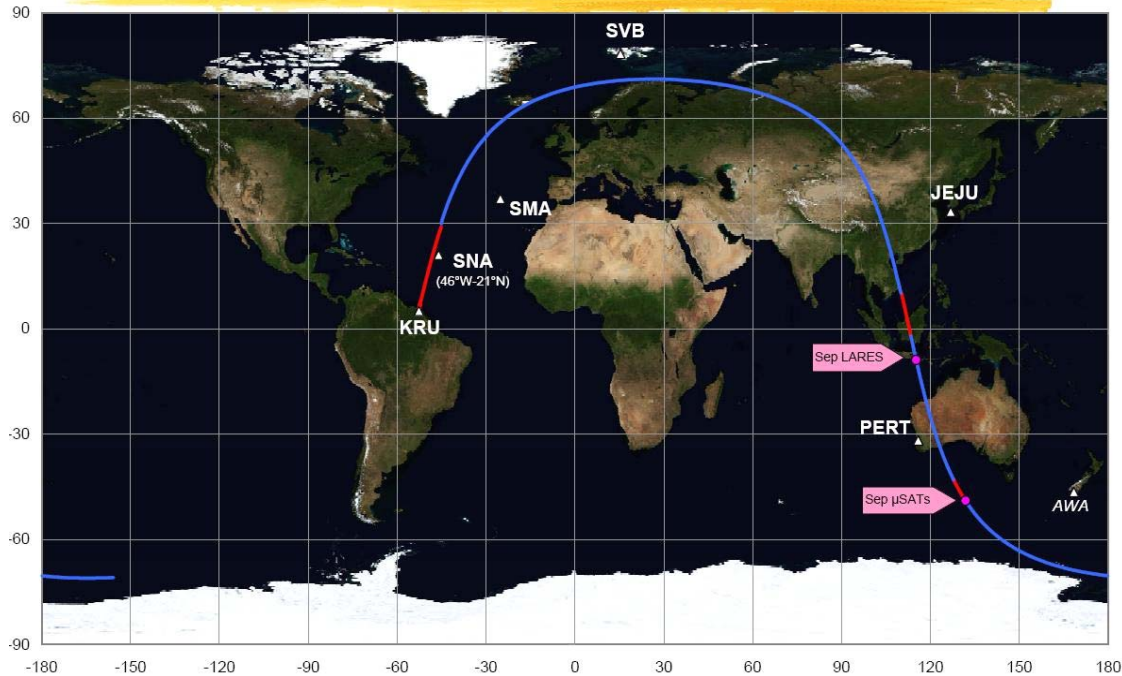 90
SVB
60
JEJU
SMA
30
SNA
(46°W-21°N)
KRU
0
Sep LARES
PERT
-30
Sep µSATs
AWA
-60
-90
-180
-150
-120
-90
-60
-30
0
30
60
90
120
150
180